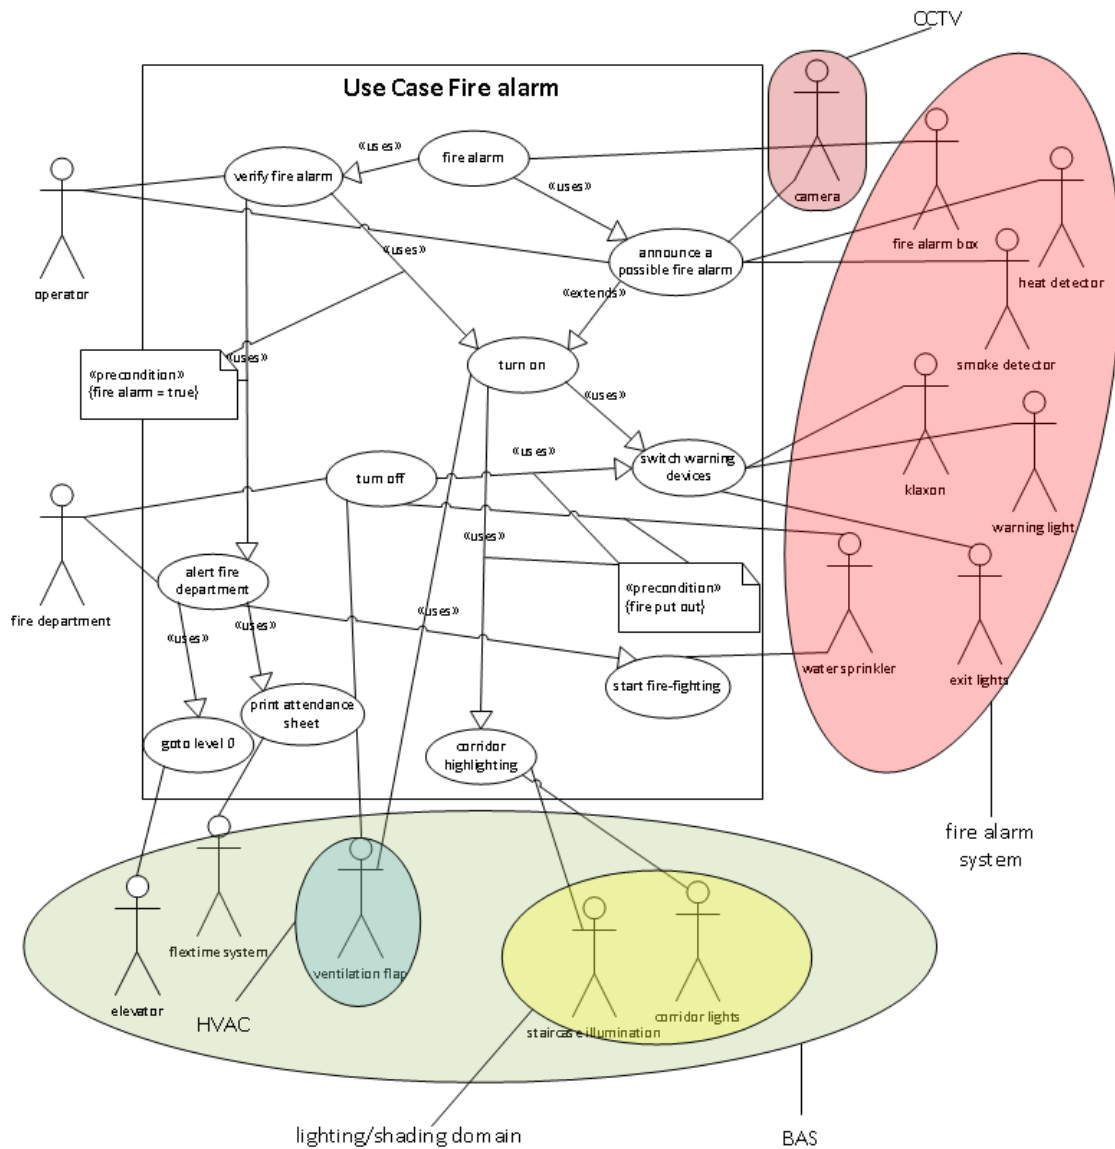 CCTV
Use Case Fire alarm
«uses»
fire alarm
verify fire alarm
«uses»
camera
fire alarm box
«uses»
announce a
possible fire alarm
heat detector
operator
«extends»
«uses»
turn on
smoke detector
«precondition»
{fire alarm = true}
«uses»
«uses»
switch warning
devices
turn off
klaxon
warning light
«uses»
alert fire
department
«precondition»
{fire put out}
fire department
«uses»
«uses»
«uses»
water sprinkler
exit lights
start fire-fighting
print attendance
sheet
goto level 0
corridor
highlighting
fire alarm
system
flextime system
ventilation flap
elevator
HVAC
corridor lights
staircase illumination
lighting/shading domain
BAS